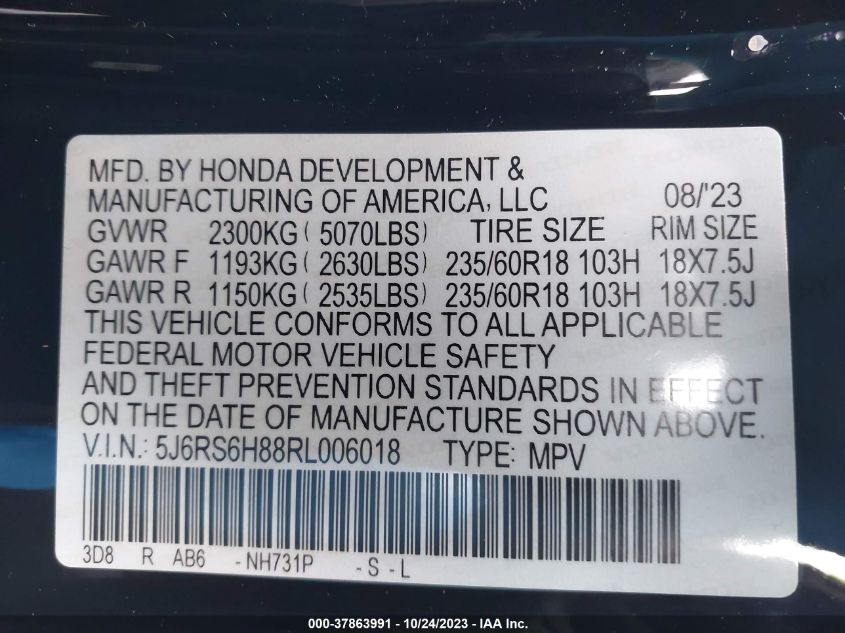 MFD. BY HONDA DEVELOPMENT &
MANUFACTURING OF AMERICA, LLC 08/'23
GVWR 2300KG ( 5070LBS) TIRE SIZE RIM SIZE
GAWR F 1193KG ( 2630LBS) 235/60R18 103H 18X7.5J
GAWR R 1150KG ( 2535LBS) 235/60R18 103H 18X7.5J
THIS VEHICLE CONFORMS TO ALL APPLICABLE
FEDERAL MOTOR VEHICLE SAFETY
AND THEFT PREVENTION STANDARDS IN EFFECT
ON THE DATE OF MANUFACTURE SHOWN ABOVE.
V.I.N.: 5J6RS6H88RL006018 TYPE: MPV
3D8 R AB6 - NH731P - S - L
000-37863991 - 10/24/2023 - IAA Inc.